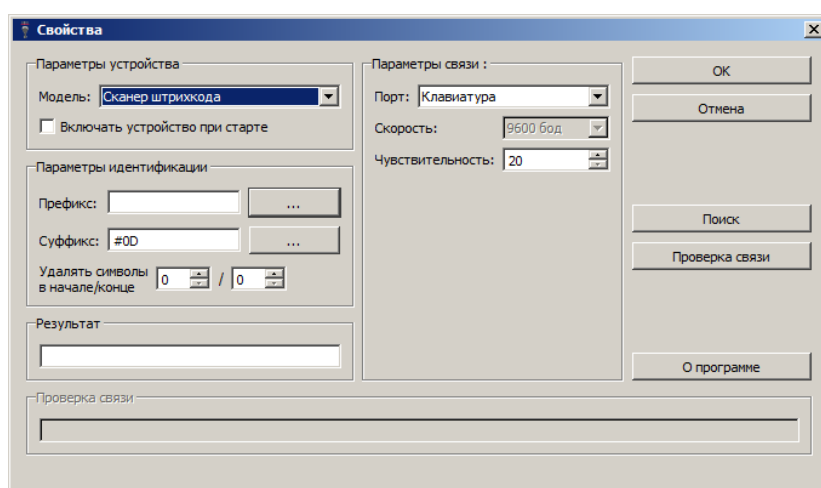 Свойства
Параметры устройства
Модель: Сканер штрихкода
Включать устройство при старте
Параметры идентификации
Префикс: ...
Суффикс: #0D ...
Удалять символы
в начале/конце 0 / 0
Результат
Параметры связи :
Порт: Клавиатура
Скорость: 9600 бод
Чувствительность: 20
OK
Отмена
Поиск
Проверка связи
О программе
Проверка связи